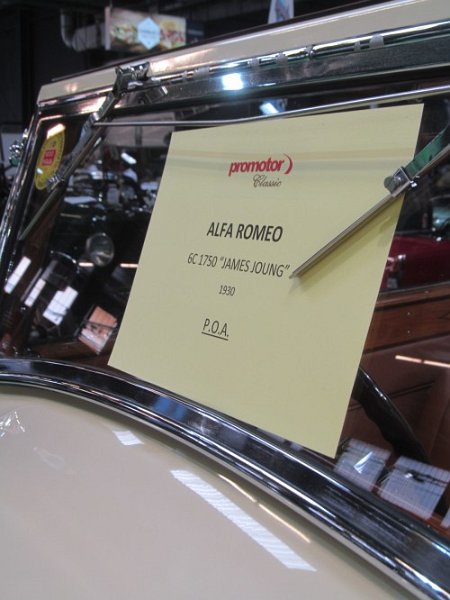 promotor
Classic
ALFA ROMEO
6C 1750 "JAMES JOUNG"
1930
P.O.A.